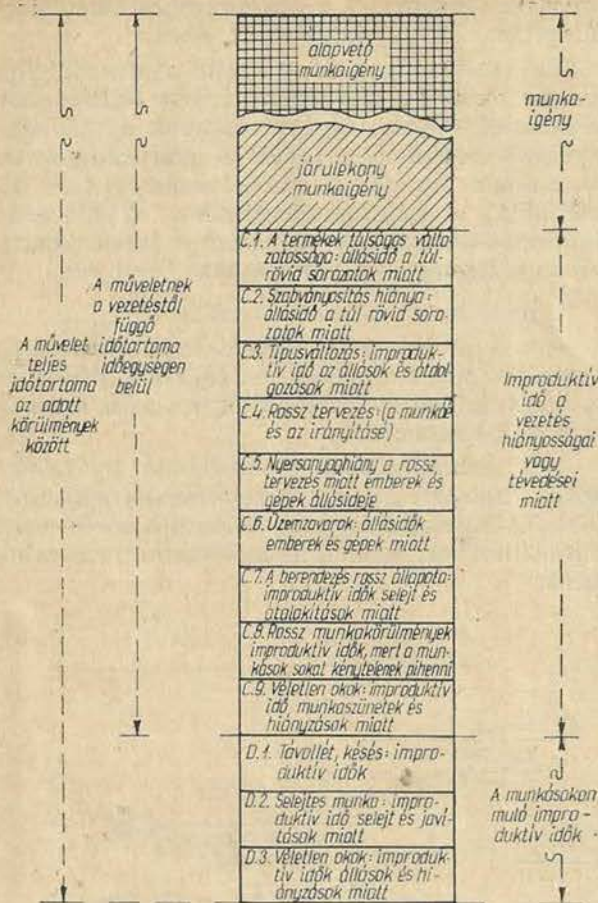 alapvető
munkaigény
járulékony
munkaigény
C.1. A termékek túlságos válto-
zatossága: állásidő a túl-
rövid sorozatok miatt
C.2. Szabványosítás hiánya:
állásidő a túl rövid soro-
zatok miatt
C.3. Típusváltozás: improduk-
tív idő az állások és átdol-
gozások miatt
C.4. Rossz tervezés: (a munkáé
és az irányításé)
C.5. Nyersanyaghiány a rossz
tervezés miatt emberek és
gépek állásideje
C.6. Üzemzavarok: állásidők
emberek és gépek miatt
C.7. A berendezés rossz állapota:
improduktív idők selejt és
átalakítások miatt
C.8. Rossz munkakörülmények
improduktív idők, mert a mun-
kások sokat kénytelenek pihenni
C.9. Véletlen okok: improduktív
idő, munkaszünetek és
hiányzások miatt
D.1. Távollét, késés: impro-
duktív idők
D.2. Selejtes munka: impro-
duktív idő selejt és javí-
tások miatt
D.3. Véletlen okok: improduk-
tív idők állások és hi-
ányzások miatt
A művelet
teljes
időtartama
az adott
körülmények
között
A műveletnek
a vezetéstől
függő
időtartama
időegységen
belül
munka-
igény
Improduktív
idő a
vezetés
hiányosságai
vagy
tévedései
miatt
A munkásokon
múló impro-
duktív idők